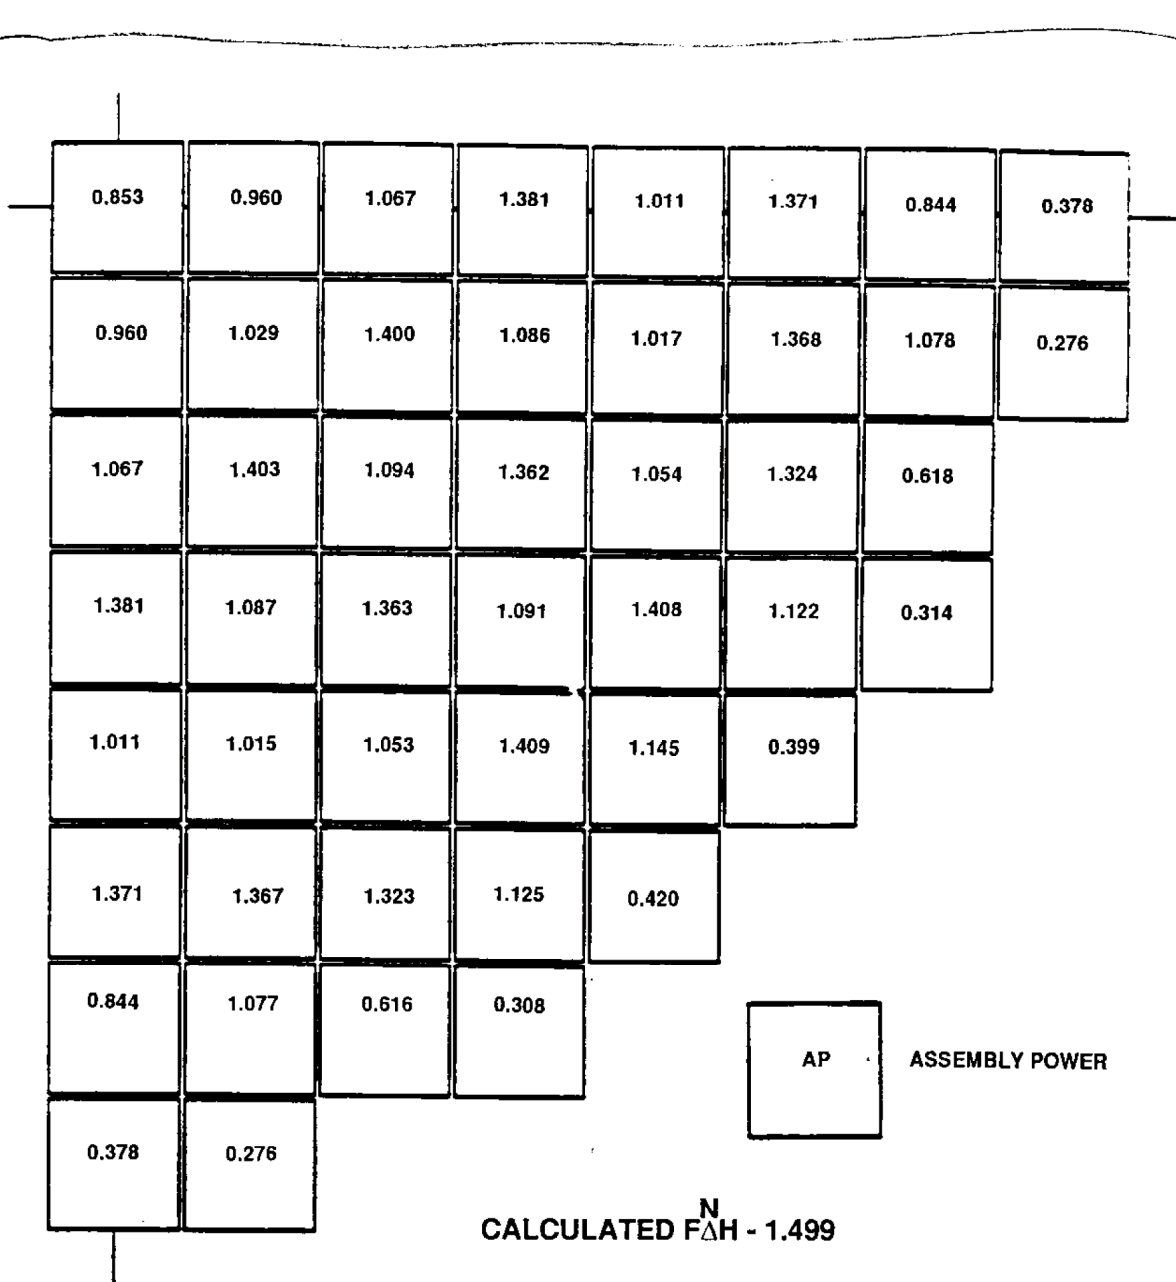 0.853 0.960 1.067 1.381 1.011 1.371 0.844 0.378
0.960 1.029 1.400 1.086 1.017 1.368 1.078 0.276
1.067 1.403 1.094 1.362 1.054 1.324 0.618
1.381 1.087 1.363 1.091 1.408 1.122 0.314
1.011 1.015 1.053 1.409 1.145 0.399
1.371 1.367 1.323 1.125 0.420
0.844 1.077 0.616 0.308
AP ASSEMBLY POWER
0.378 0.276
N
CALCULATED F△H - 1.499